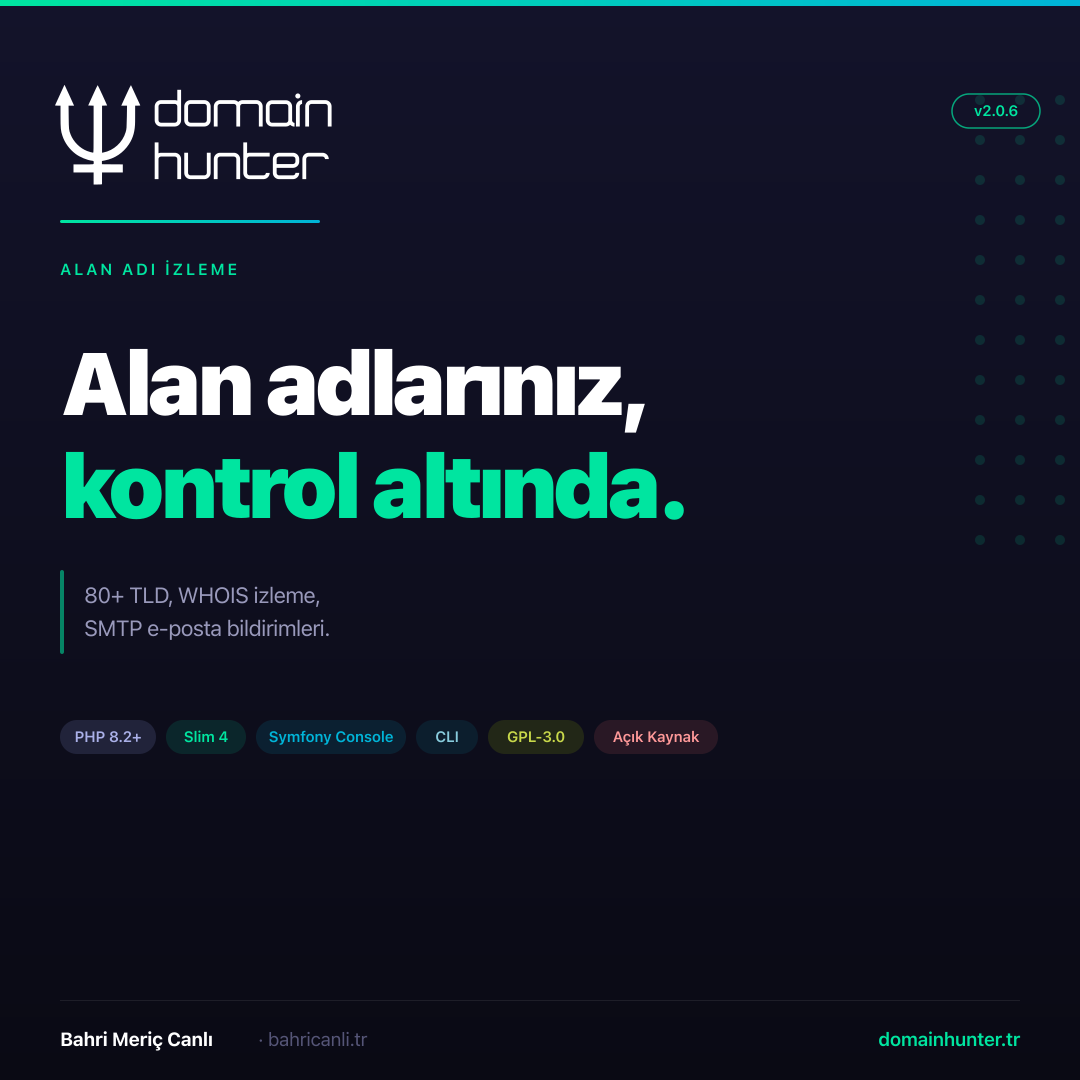 domain
hunter
v2.0.6
ALAN ADI İZLEME
Alan adlarınız,
kontrol altında.
80+ TLD, WHOIS izleme,
SMTP e-posta bildirimleri.
PHP 8.2+ Slim 4 Symfony Console CLI GPL-3.0 Açık Kaynak
Bahri Meriç Canlı · bahricanli.tr domainhunter.tr